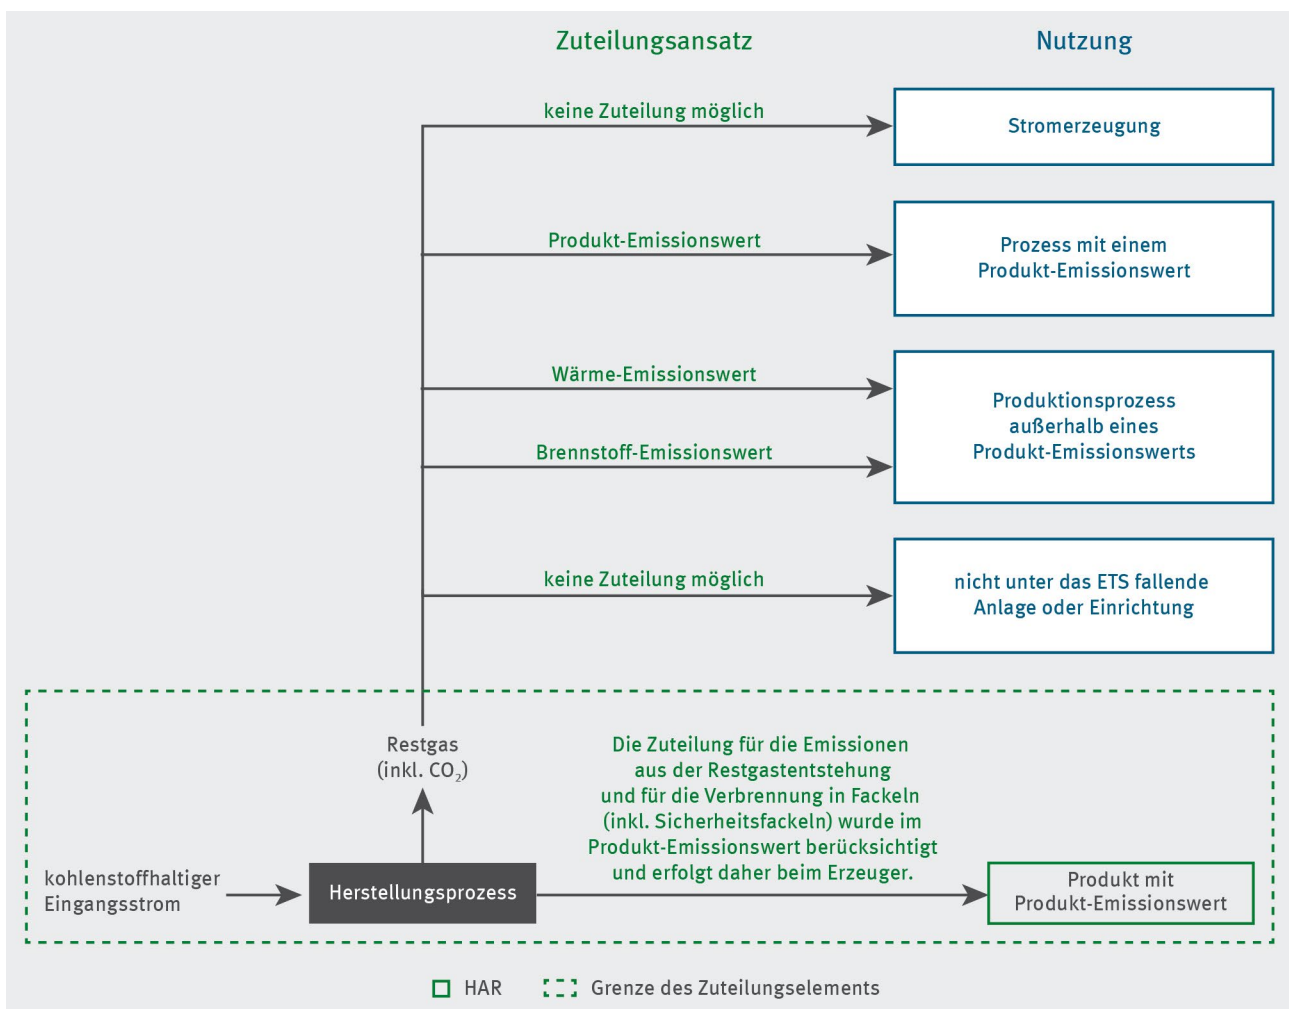 Zuteilungsansatz
Nutzung
keine Zuteilung möglich
Stromerzeugung
Produkt-Emissionswert
Prozess mit einem
Produkt-Emissionswert
Wärme-Emissionswert
Brennstoff-Emissionswert
Produktionsprozess
außerhalb eines
Produkt-Emissionswerts
keine Zuteilung möglich
nicht unter das ETS fallende
Anlage oder Einrichtung
Restgas
(inkl. CO₂)
Die Zuteilung für die Emissionen
aus der Restgastentstehung
und für die Verbrennung in Fackeln
(inkl. Sicherheitsfackeln) wurde im
Produkt-Emissionswert berücksichtigt
und erfolgt daher beim Erzeuger.
kohlenstoffhaltiger
Eingangsstrom
Herstellungsprozess
Produkt mit
Produkt-Emissionswert
HAR
Grenze des Zuteilungselements